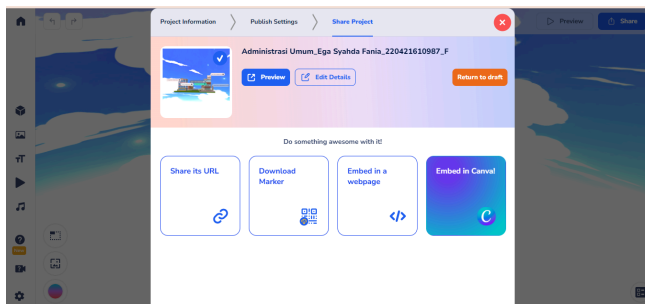 Project Information
Publish Settings
Share Project
Preview
Share
Administrasi Umum_Ega Syahda Fania_220421610987_F
Preview
Edit Details
Return to draft
Do something awesome with it!
Share its URL
Download
Marker
Embed in a
webpage
Embed in Canva!